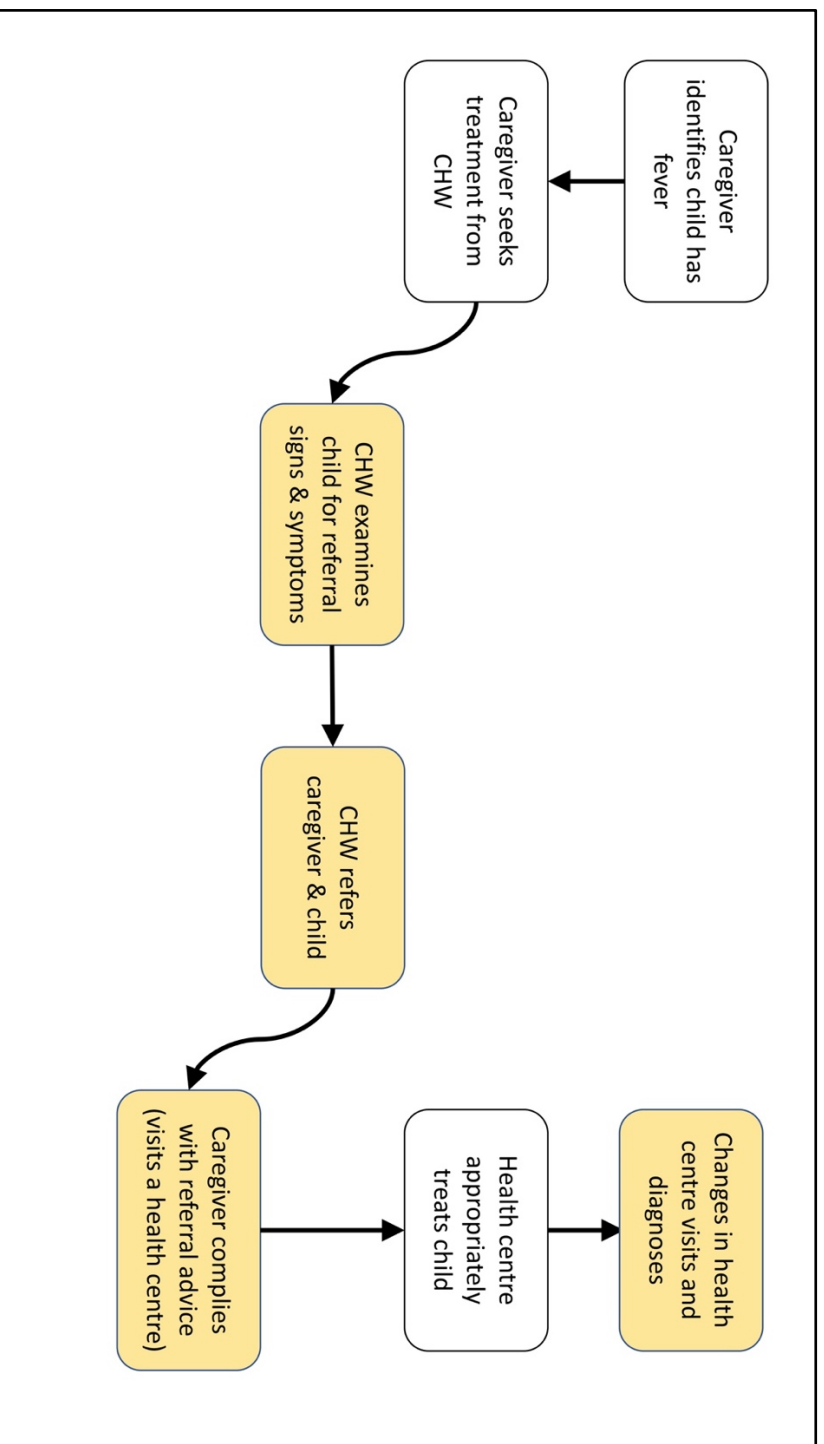 Caregiver
identifies child has
fever
Caregiver seeks
treatment from
CHW
CHW examines
child for referral
signs & symptoms
CHW refers
caregiver & child
Caregiver complies
with referral advice
(visits a health centre)
Health centre
appropriately
treats child
Changes in health
centre visits and
diagnoses